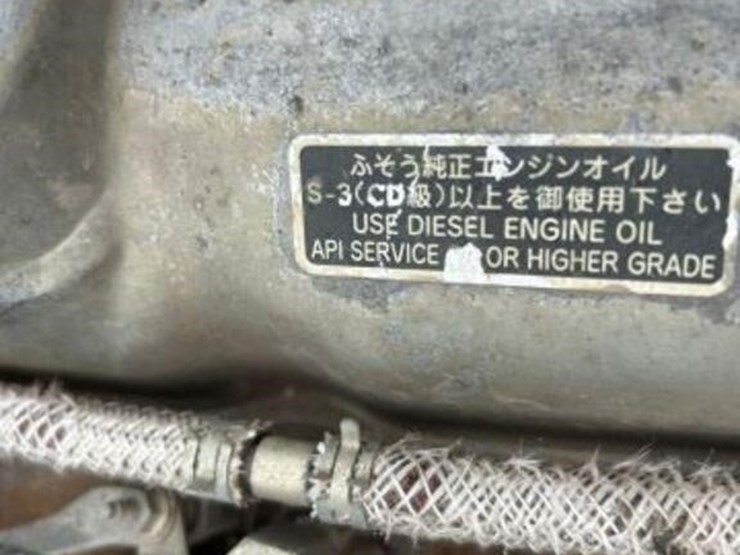 ふそう純正エンジンオイル
S-3(CD級)以上を御使用下さい
USE DIESEL ENGINE OIL
API SERVICE OR HIGHER GRADE